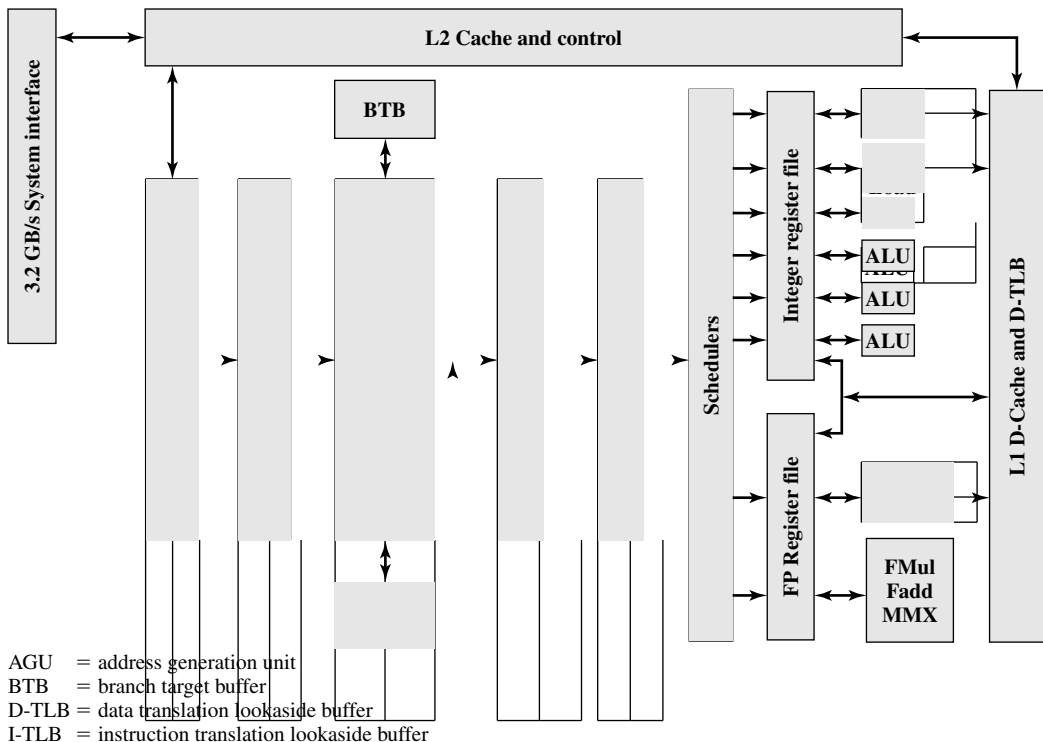 L2 Cache and control
3.2 GB/s System interface
BTB
Schedulers
Integer register file
FP Register file
ALU
ALU
ALU
FMul
Fadd
MMX
L1 D-Cache and D-TLB
AGU = address generation unit
BTB = branch target buffer
D-TLB = data translation lookaside buffer
I-TLB = instruction translation lookaside buffer